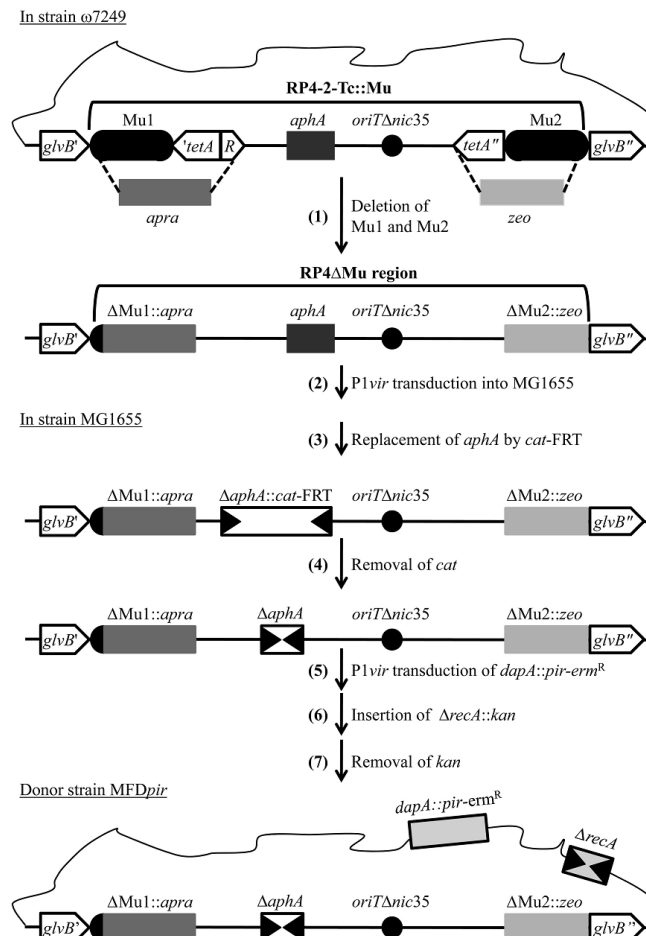 In strain ω7249
RP4-2-Tc::Mu
Mu1 aphA oriTΔnic35 Mu2
glvB' 'tetA R tetA" glvB"
apra zeo
(1) Deletion of
Mu1 and Mu2
RP4ΔMu region
ΔMu1::apra aphA oriTΔnic35 ΔMu2::zeo
glvB' glvB"
(2) P1vir transduction into MG1655
In strain MG1655
(3) Replacement of aphA by cat-FRT
ΔMu1::apra ΔaphA::cat-FRT oriTΔnic35 ΔMu2::zeo
glvB' glvB"
(4) Removal of cat
ΔMu1::apra ΔaphA oriTΔnic35 ΔMu2::zeo
glvB' glvB"
(5) P1vir transduction of dapA::pir-ermᴿ
(6) Insertion of ΔrecA::kan
(7) Removal of kan
Donor strain MFDpir
dapA::pir-ermᴿ
ΔrecA
ΔMu1::apra ΔaphA oriTΔnic35 ΔMu2::zeo
glvB’ glvB”